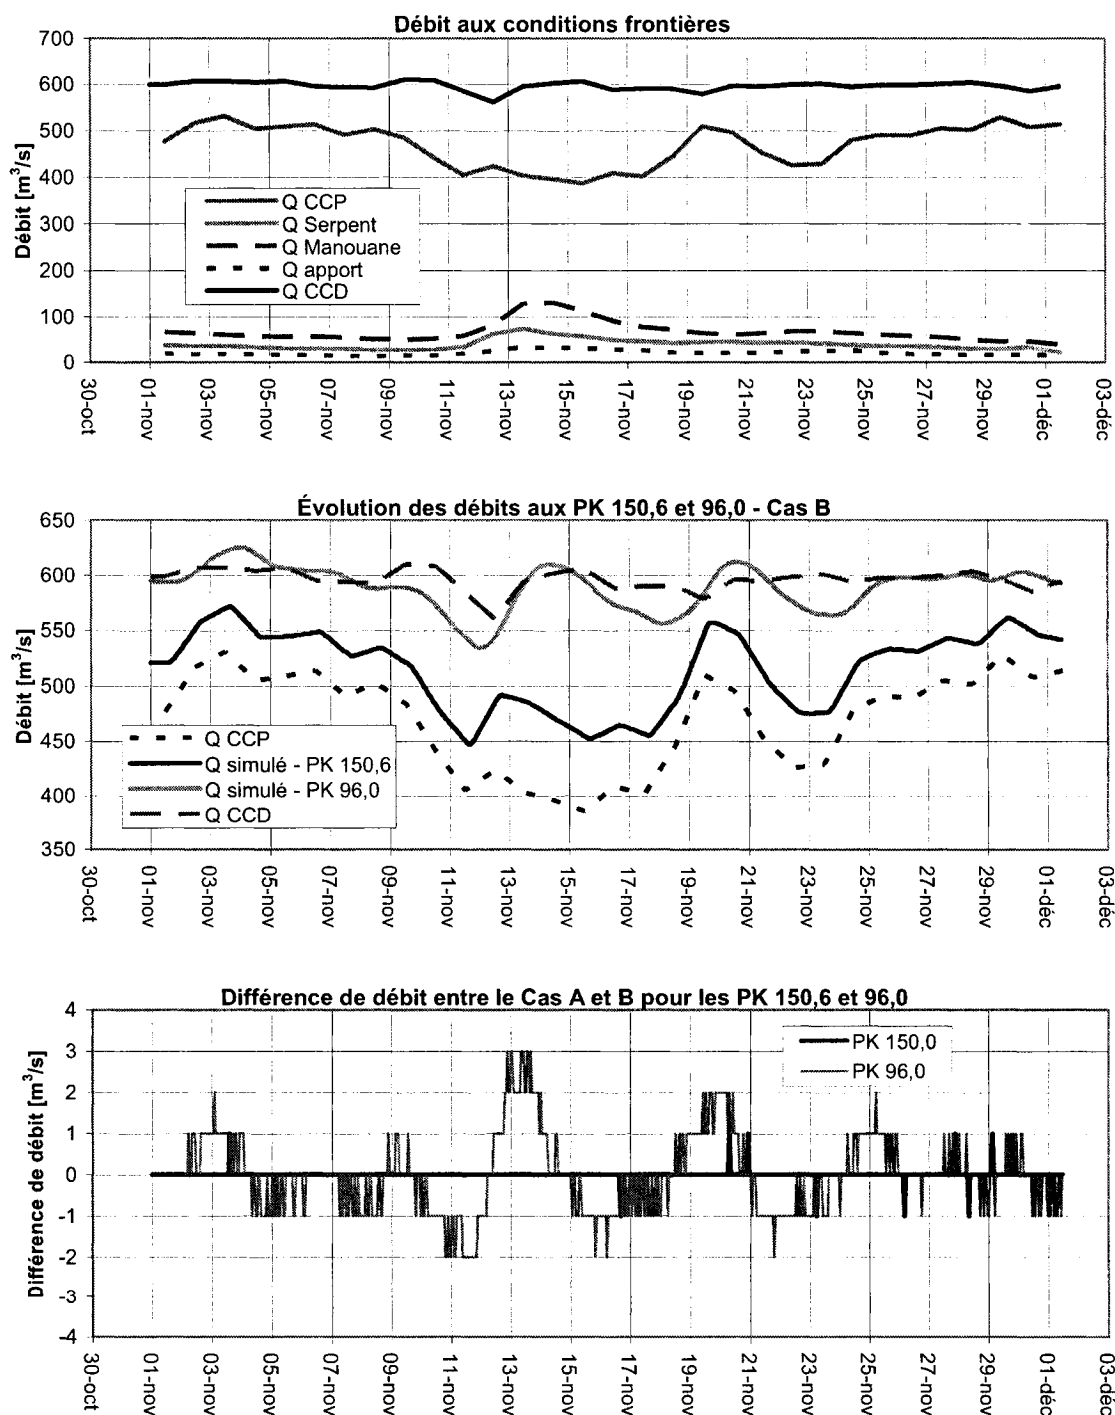 Débit aux conditions frontières
Débit [m³/s]
700
600
500
400
300
200
100
0
Q CCP
Q Serpent
Q Manouane
Q apport
Q CCD
30-oct
01-nov
03-nov
05-nov
07-nov
09-nov
11-nov
13-nov
15-nov
17-nov
19-nov
21-nov
23-nov
25-nov
27-nov
29-nov
01-déc
03-déc
Évolution des débits aux PK 150,6 et 96,0 - Cas B
Débit [m³/s]
650
600
550
500
450
400
350
Q CCP
Q simulé - PK 150,6
Q simulé - PK 96,0
Q CCD
30-oct
01-nov
03-nov
05-nov
07-nov
09-nov
11-nov
13-nov
15-nov
17-nov
19-nov
21-nov
23-nov
25-nov
27-nov
29-nov
01-déc
03-déc
Différence de débit entre le Cas A et B pour les PK 150,6 et 96,0
Différence de débit [m³/s]
4
3
2
1
0
-1
-2
-3
-4
PK 150,0
PK 96,0
30-oct
01-nov
03-nov
05-nov
07-nov
09-nov
11-nov
13-nov
15-nov
17-nov
19-nov
21-nov
23-nov
25-nov
27-nov
29-nov
01-déc
03-déc